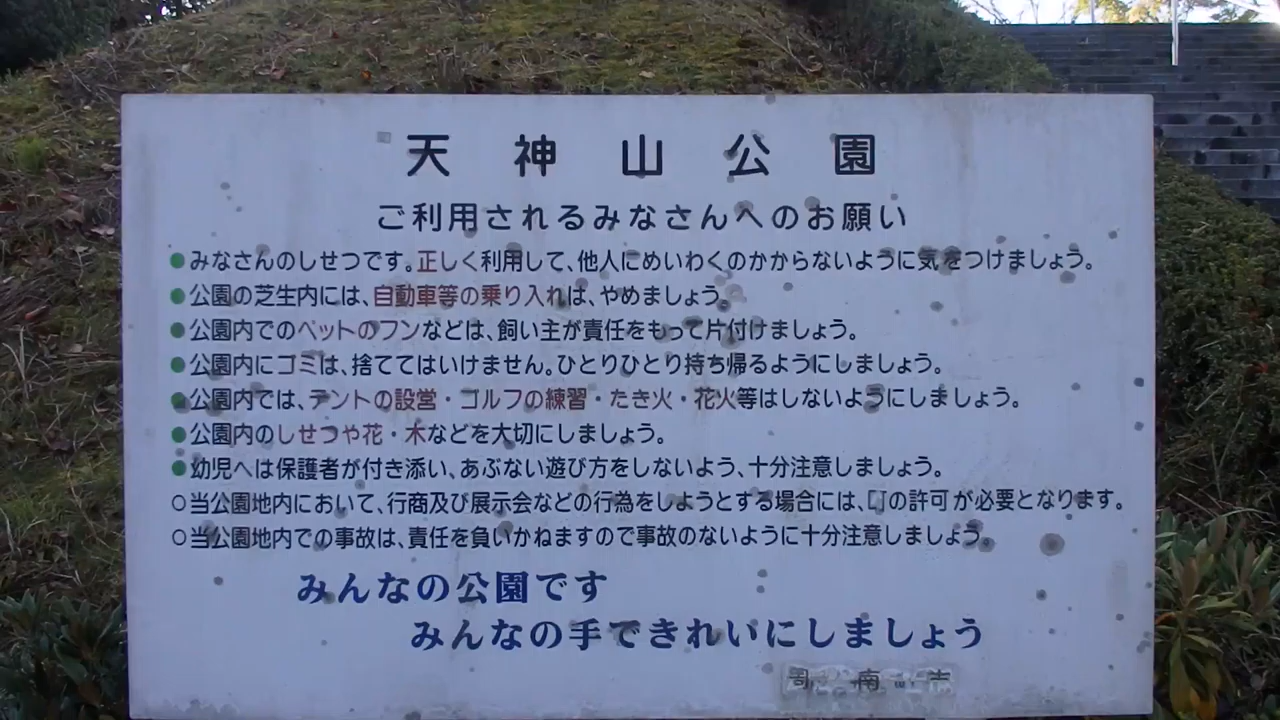 天神山公園
ご利用されるみなさんへのお願い
●みなさんのしせつです。正しく利用して、他人にめいわくのかからないように気をつけましょう。
●公園の芝生内には、自動車等の乗り入れは、やめましょう。
●公園内でのペットのフンなどは、飼い主が責任をもって片付けましょう。
●公園内にゴミは、捨ててはいけません。ひとりひとり持ち帰るようにしましょう。
●公園内では、テントの設営・ゴルフの練習・たき火・花火等はしないようにしましょう。
●公園内のしせつや花・木などを大切にしましょう。
●幼児へは保護者が付き添い、あぶない遊び方をしないよう、十分注意しましょう。
○当公園地内において、行商及び展示会などの行為をしようとする場合には、の許可が必要となります。
○当公園地内での事故は、責任を負いかねますので事故のないように十分注意しましょう。
みんなの公園です
みんなの手できれいにしましょう
周南市